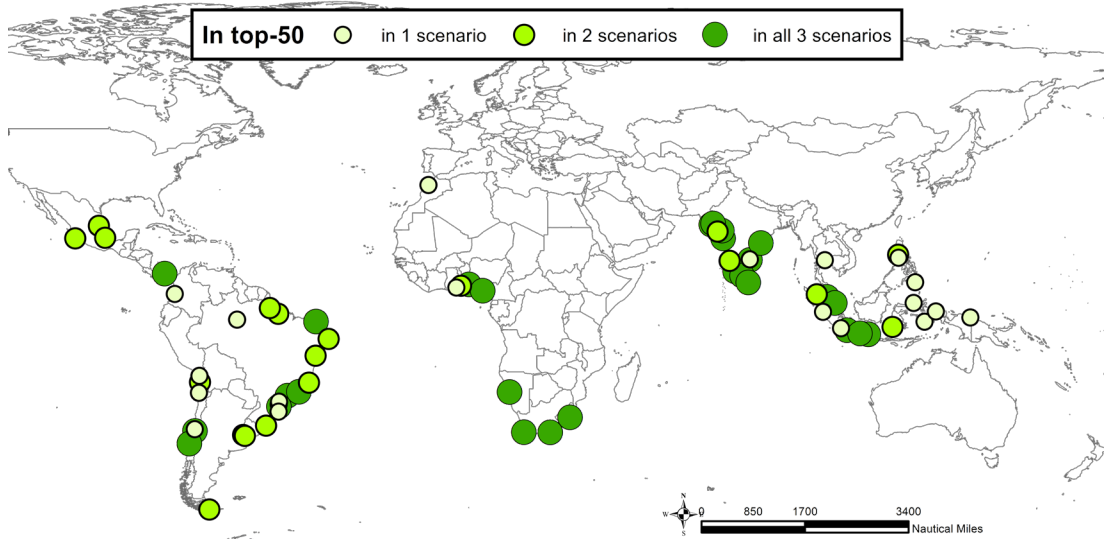 In top-50 in 1 scenario in 2 scenarios in all 3 scenarios
N
W E
S
0 850 1700 3400
Nautical Miles